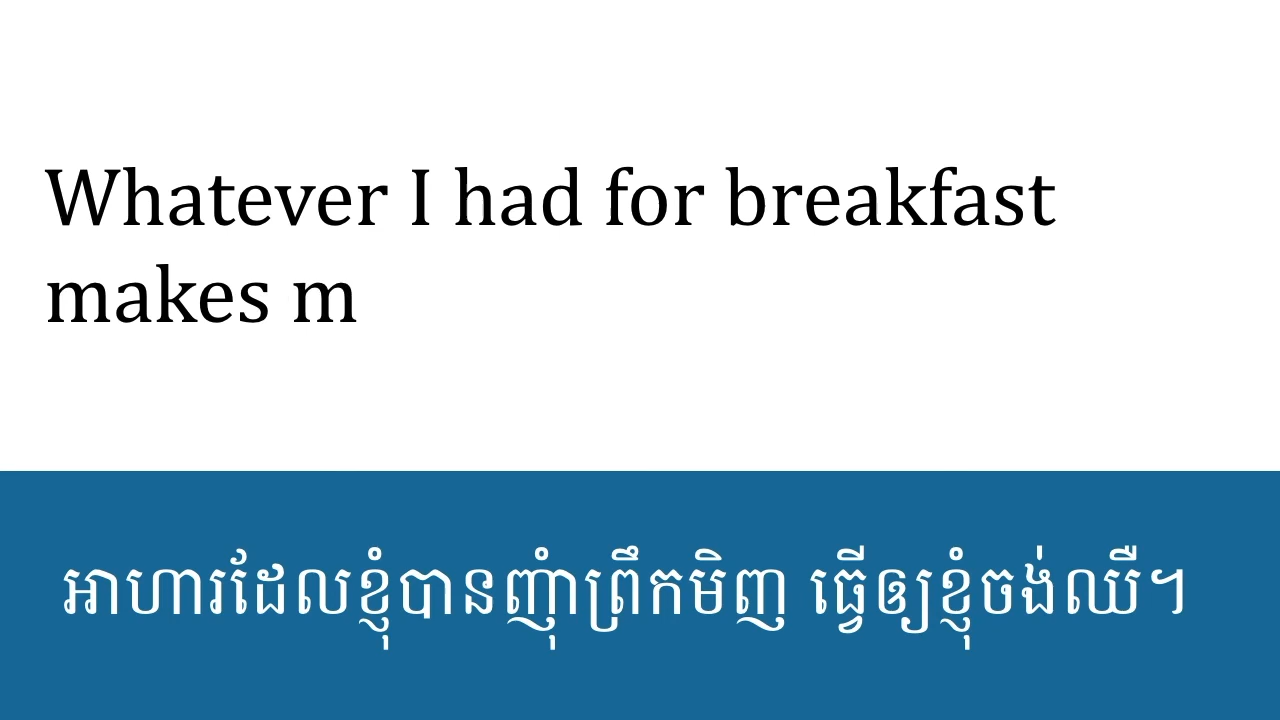 Whatever I had for breakfast
makes m
អាហារដែលខ្ញុំបានញ៉ាំព្រឹកមិញ ធ្វើឲ្យខ្ញុំចង់ឈឺ។